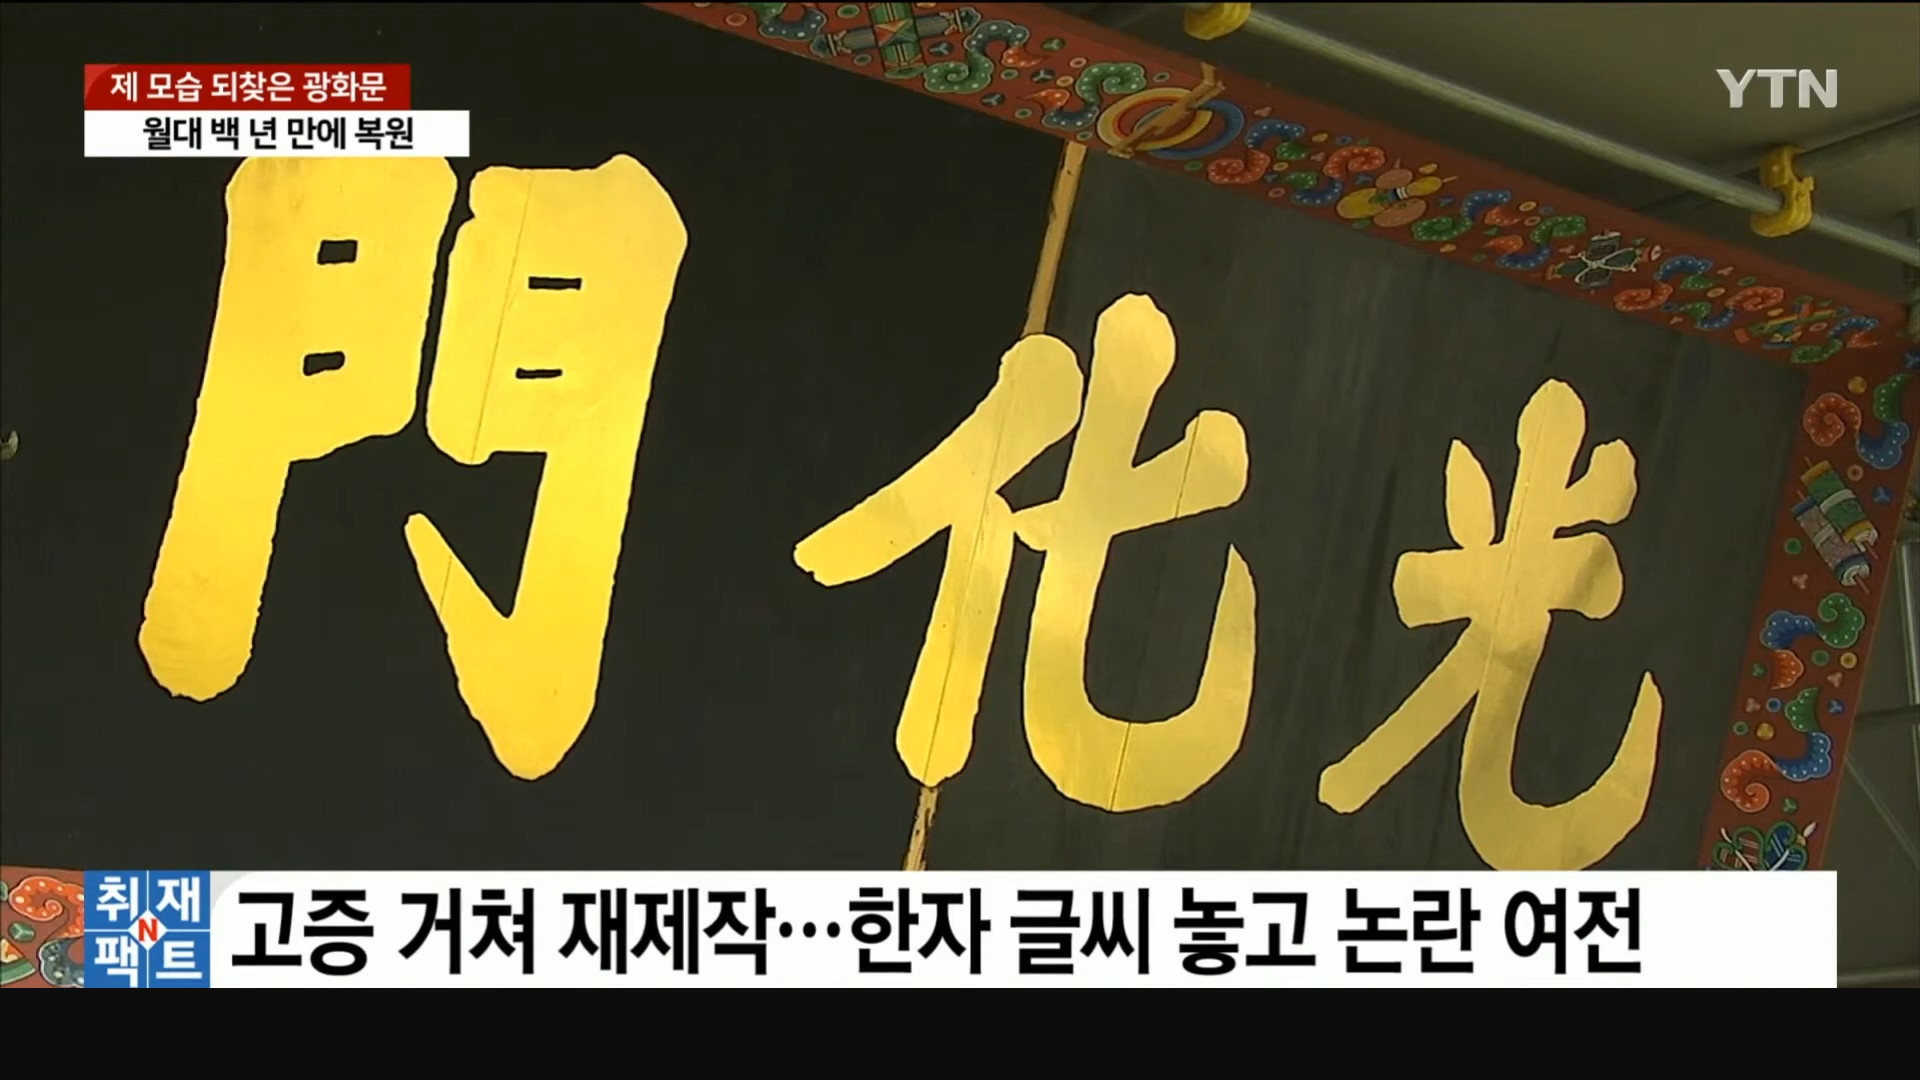 제 모습 되찾은 광화문
월대 백 년 만에 복원
YTN
門化光
취재
N
팩트
고증 거쳐 재제작…한자 글씨 놓고 논란 여전